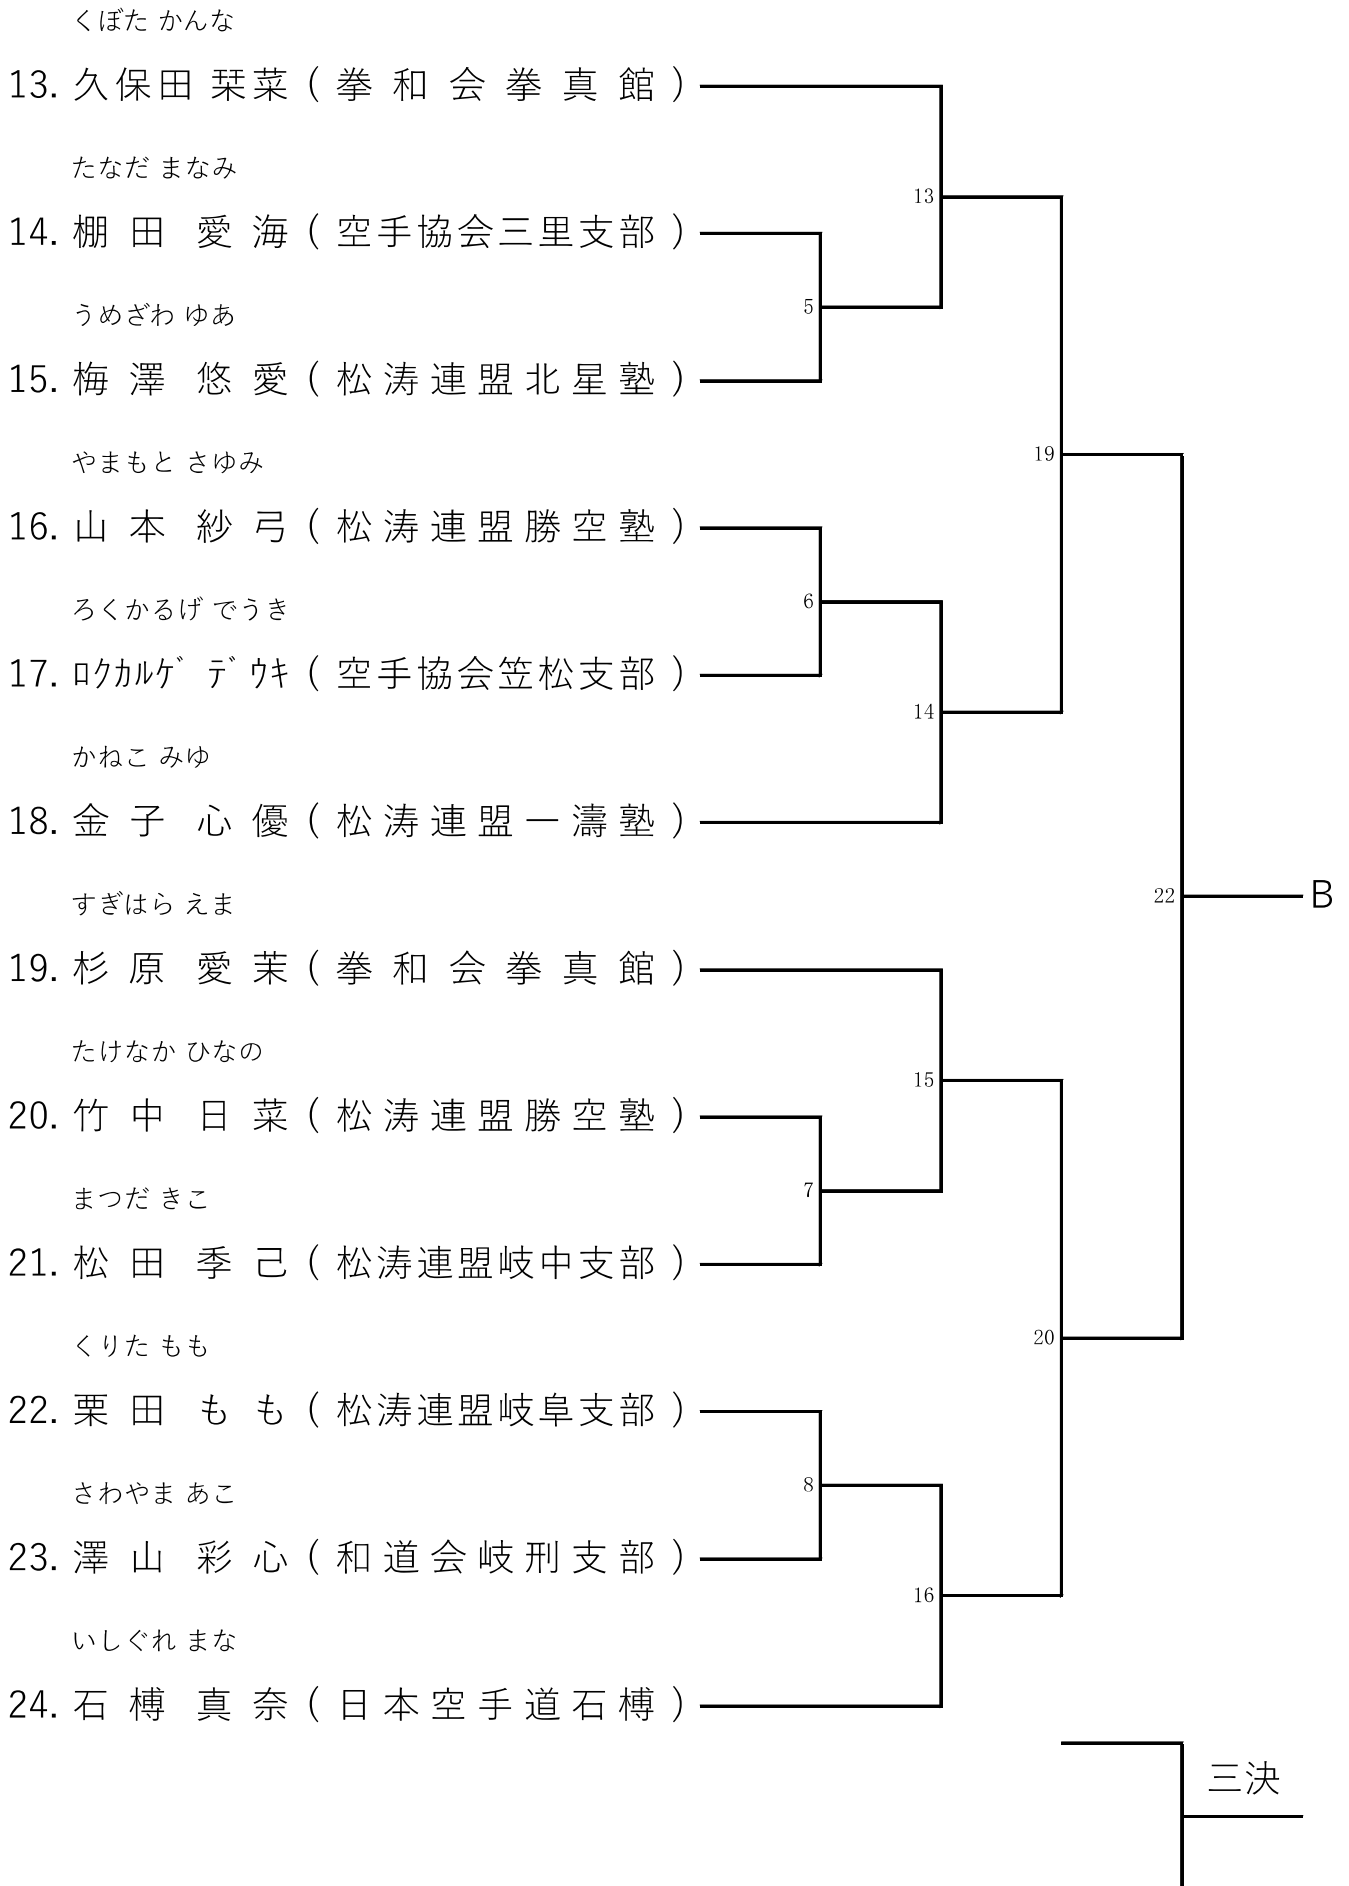 くぼた かんな
13. 久保田 栞菜 ( 拳和会拳真館 )
たなだ まなみ
13
14. 棚田 愛海 ( 空手協会三里支部 )
5
うめざわ ゆあ
15. 梅澤 悠愛 ( 松涛連盟北星塾 )
19
やまもと さゆみ
16. 山本 紗弓 ( 松涛連盟勝空塾 )
6
ろくかるげ でうき
17. ﾛｸｶﾙｹﾞ ﾃﾞｳｷ ( 空手協会笠松支部 )
14
かねこ みゆ
18. 金子 心優 ( 松涛連盟一濤塾 )
22
B
すぎはら えま
19. 杉原 愛茉 ( 拳和会拳真館 )
たけなか ひなの
15
20. 竹中 日菜 ( 松涛連盟勝空塾 )
7
まつだ きこ
21. 松田 季己 ( 松涛連盟岐中支部 )
20
くりた もも
22. 栗田 もも ( 松涛連盟岐阜支部 )
8
さわやま あこ
23. 澤山 彩心 ( 和道会岐刑支部 )
16
いしぐれ まな
24. 石榑 真奈 ( 日本空手道石榑 )
三決